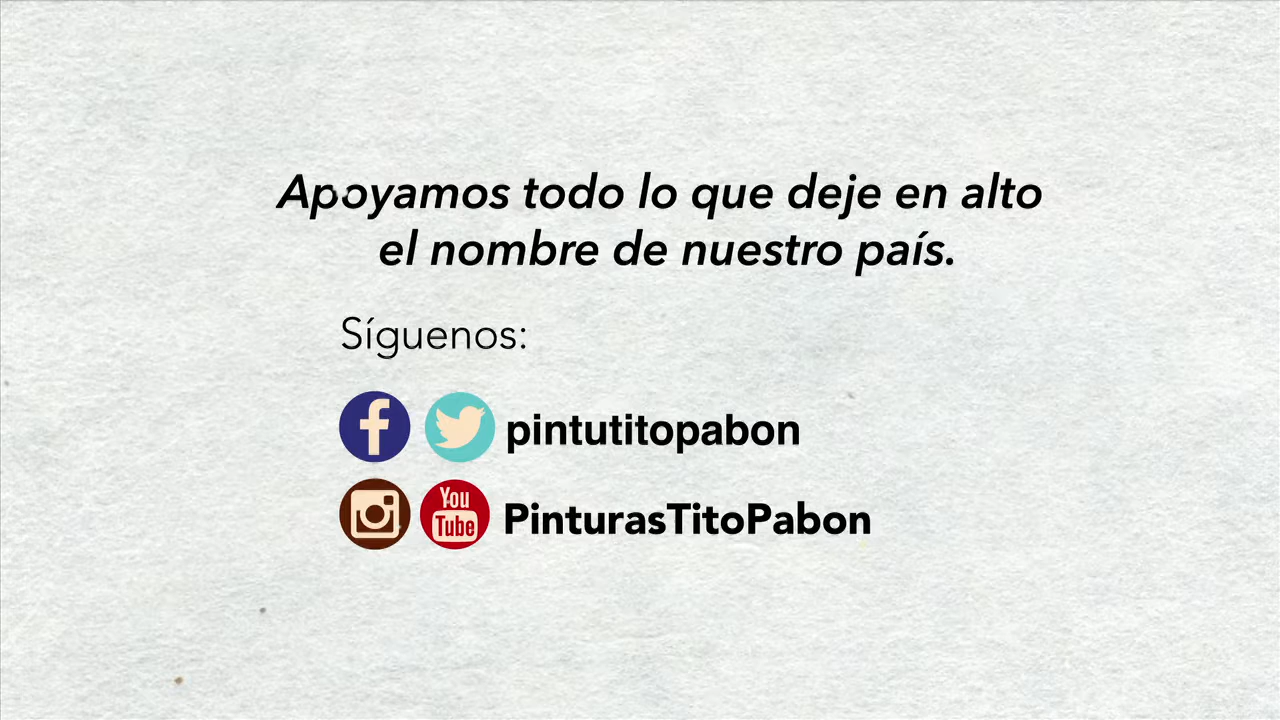 Apoyamos todo lo que deje en alto
el nombre de nuestro país.
Síguenos:
pintutitopabon
You
Tube
PinturasTitoPabon